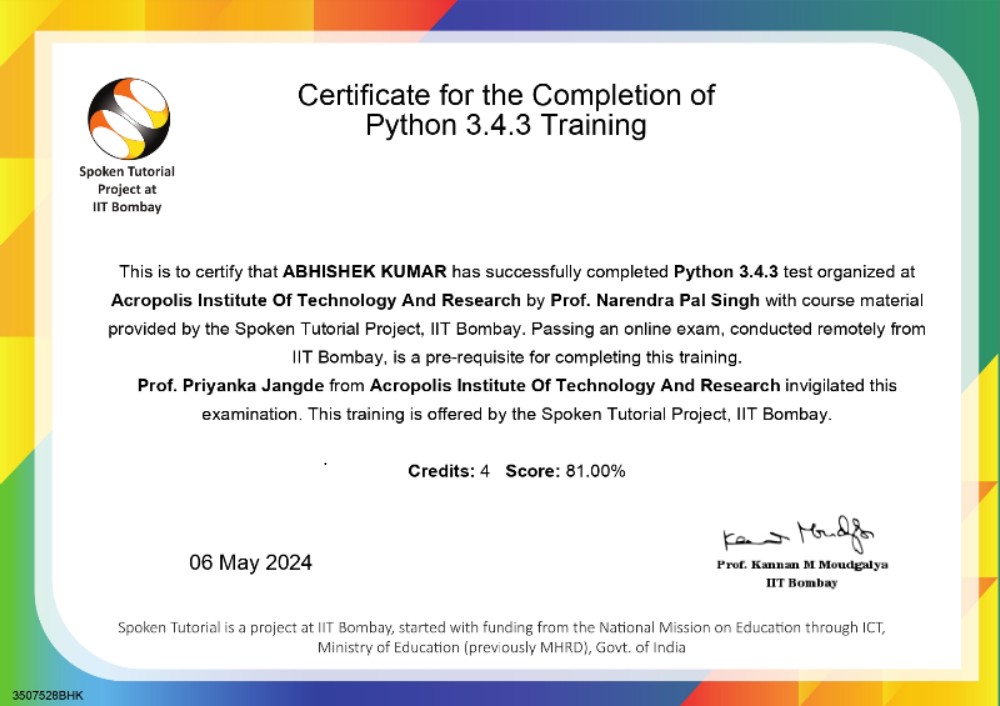 Certificate for the Completion of
Python 3.4.3 Training
Spoken Tutorial
Project at
IIT Bombay
This is to certify that ABHISHEK KUMAR has successfully completed Python 3.4.3 test organized at
Acropolis Institute Of Technology And Research by Prof. Narendra Pal Singh with course material
provided by the Spoken Tutorial Project, IIT Bombay. Passing an online exam, conducted remotely from
IIT Bombay, is a pre-requisite for completing this training.
Prof. Priyanka Jangde from Acropolis Institute Of Technology And Research invigilated this
examination. This training is offered by the Spoken Tutorial Project, IIT Bombay.
Credits: 4 Score: 81.00%
06 May 2024
Kannan Moudgalya
Prof. Kannan M Moudgalya
IIT Bombay
Spoken Tutorial is a project at IIT Bombay, started with funding from the National Mission on Education through ICT,
Ministry of Education (previously MHRD), Govt. of India
3507528BHK